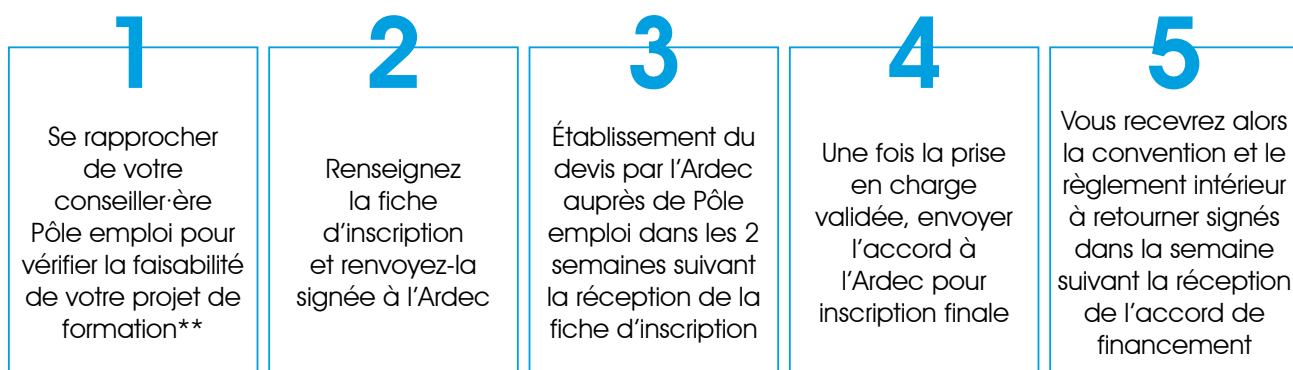 1
Se rapprocher
de votre
conseiller·ère
Pôle emploi pour
vérifier la faisabilité
de votre projet de
formation**
2
Renseignez
la fiche
d'inscription
et renvoyez-la
signée à l'Ardec
3
Établissement du
devis par l'Ardec
auprès de Pôle
emploi dans les 2
semaines suivant
la réception de la
fiche d'inscription
4
Une fois la prise
en charge
validée, envoyer
l'accord à
l'Ardec pour
inscription finale
5
Vous recevrez alors
la convention et le
règlement intérieur
à retourner signés
dans la semaine
suivant la réception
de l'accord de
financement